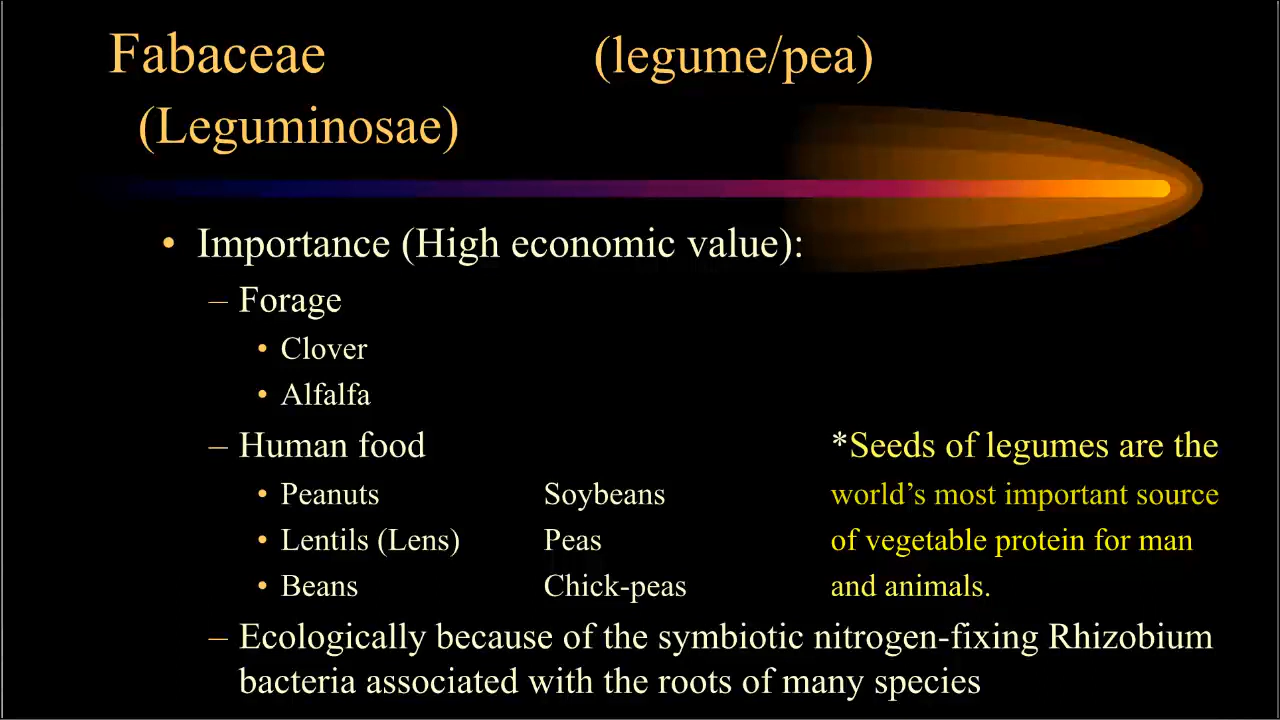 Fabaceae (legume/pea)
(Leguminosae)
• Importance (High economic value):
– Forage
• Clover
• Alfalfa
– Human food *Seeds of legumes are the
• Peanuts Soybeans world’s most important source
• Lentils (Lens) Peas of vegetable protein for man
• Beans Chick-peas and animals.
– Ecologically because of the symbiotic nitrogen-fixing Rhizobium
bacteria associated with the roots of many species